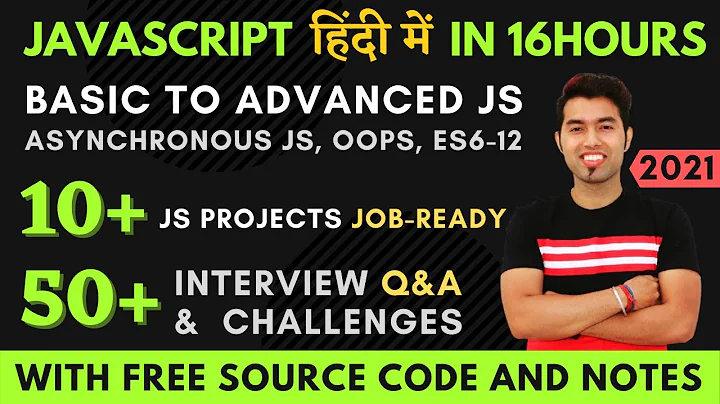 JAVASCRIPT हिंदी में IN 16HOURS
BASIC TO ADVANCED JS
ASYNCHRONOUS JS, OOPS, ES6-12
2021
10+ JS PROJECTS JOB-READY
50+ INTERVIEW Q&A
& CHALLENGES
WITH FREE SOURCE CODE AND NOTES